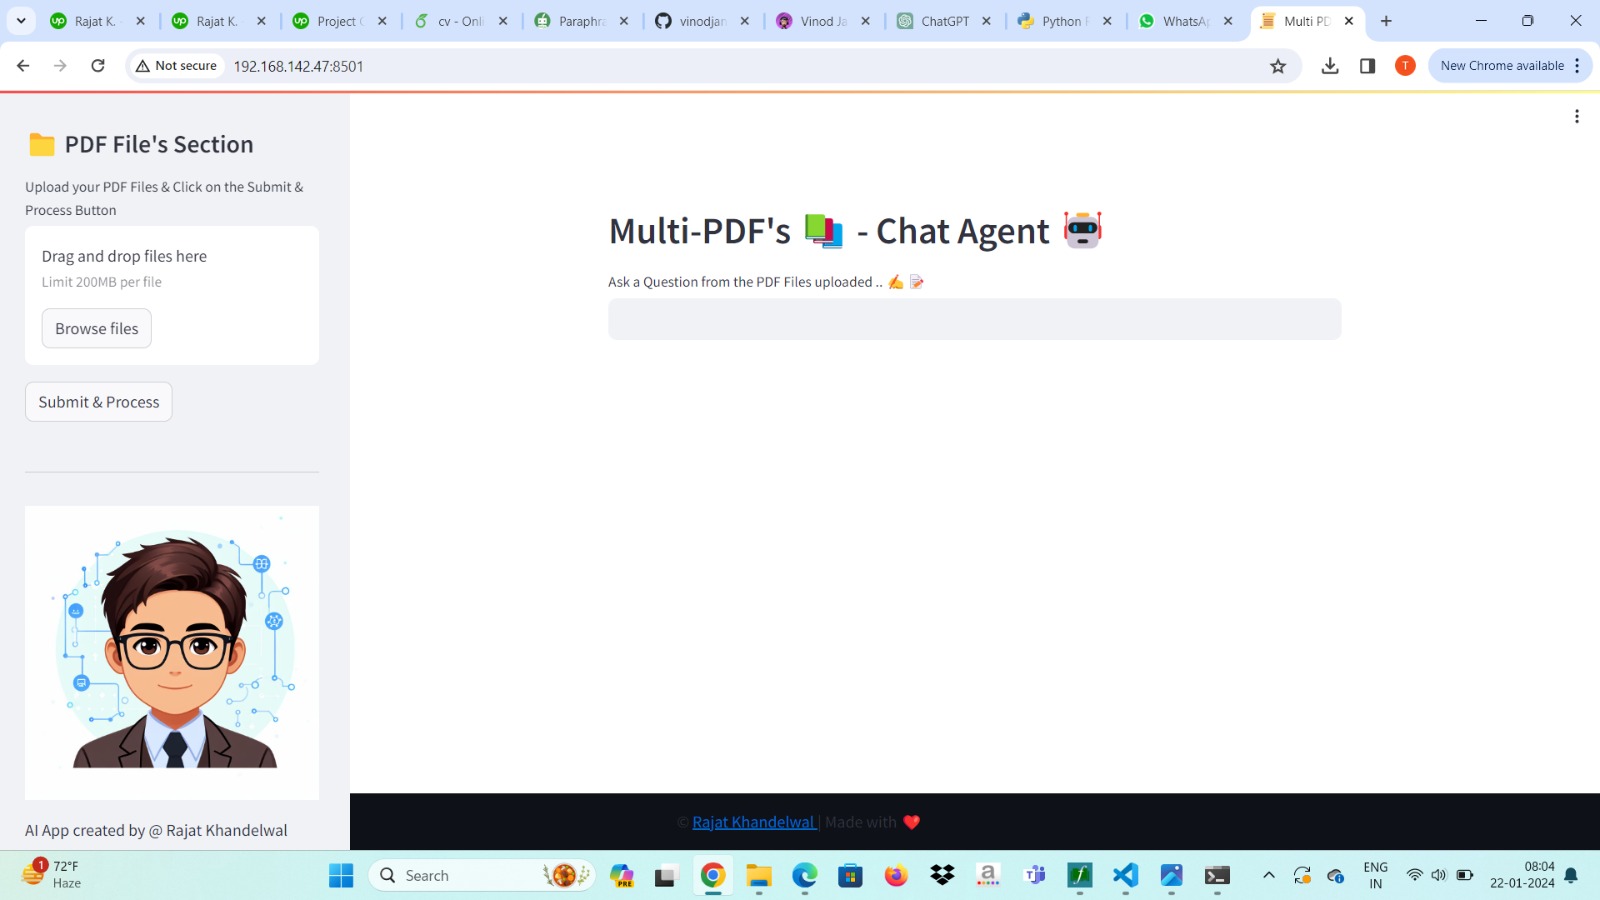 Rajat K.
Rajat K. -
Project C
cv - Onli
Paraphra
vinodjan
Vinod Ja
ChatGPT
Python
WhatsAp
Multi PD
Not secure
192.168.142.47:8501
T
New Chrome available
PDF File's Section
Upload your PDF Files & Click on the Submit &
Process Button
Drag and drop files here
Limit 200MB per file
Browse files
Submit & Process
AI App created by @ Rajat Khandelwal
Multi-PDF's - Chat Agent
Ask a Question from the PDF Files uploaded ..
© Rajat Khandelwal | Made with
1
72°F
Haze
Search
PRE
ENG
IN
08:04
22-01-2024